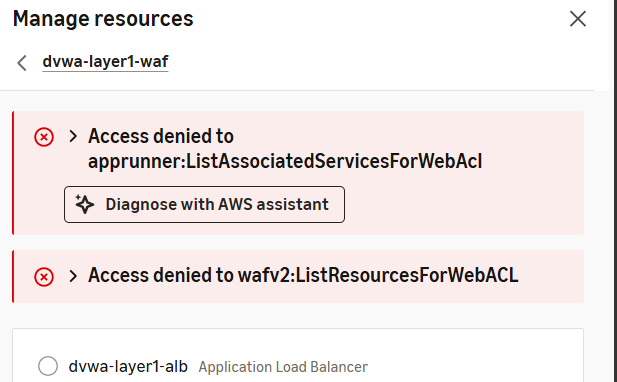 Manage resources
dvwa-layer1-waf
Access denied to
apprunner:ListAssociatedServicesForWebAcl
Diagnose with AWS assistant
Access denied to wafv2:ListResourcesForWebACL
dvwa-layer1-alb Application Load Balancer